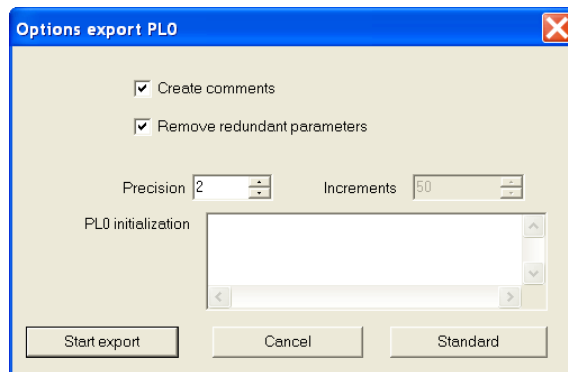 Options export PL0
Create comments
Remove redundant parameters
Precision 2 Increments 50
PL0 initialization
Start export Cancel Standard